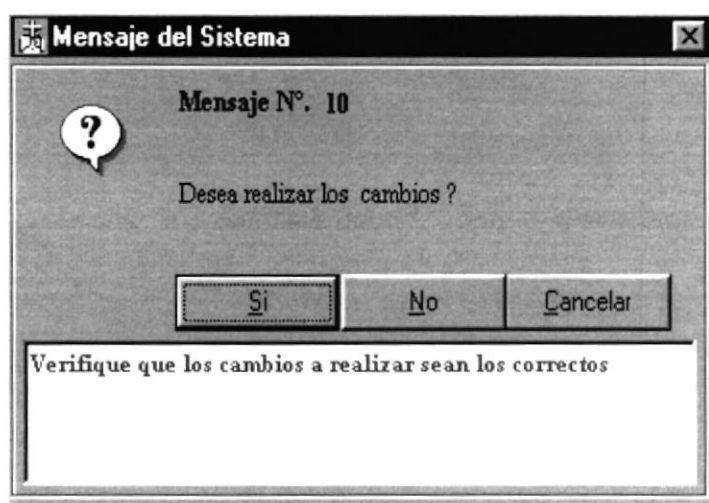 Mensaje del Sistema
Mensaje Nº. 10
?
Desea realizar los cambios ?
Si No Cancelar
Verifique que los cambios a realizar sean los correctos